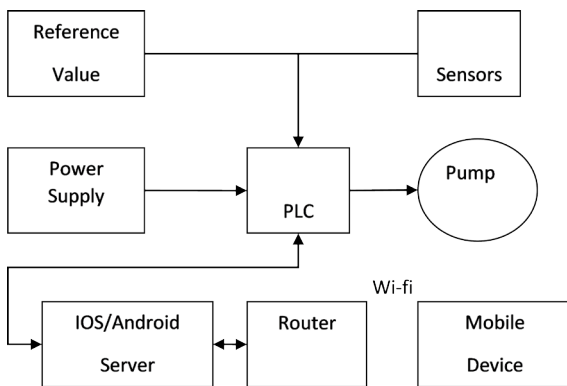 Reference
Value
Sensors
Power
Supply
PLC
Pump
Wi-fi
IOS/Android
Server
Router
Mobile
Device